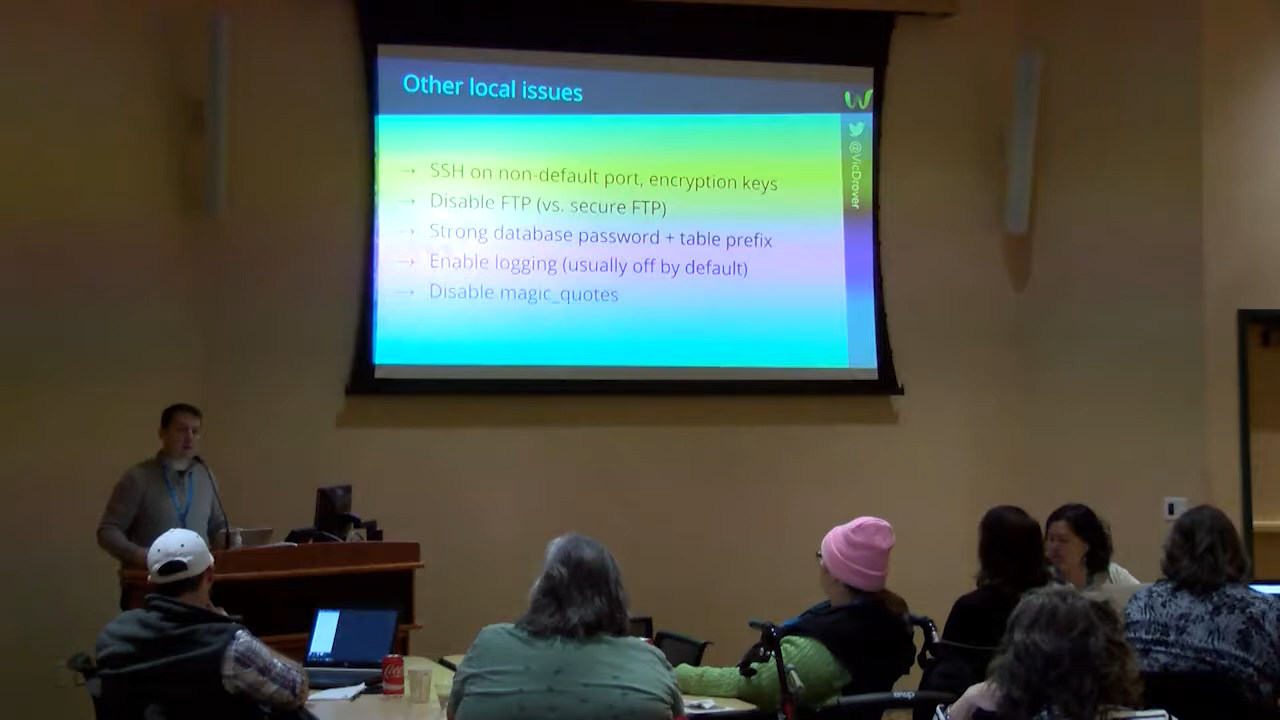 Other local issues
→ SSH on non-default port, encryption keys
→ Disable FTP (vs. secure FTP)
→ Strong database password + table prefix
→ Enable logging (usually off by default)
→ Disable magic_quotes
@VicDrover